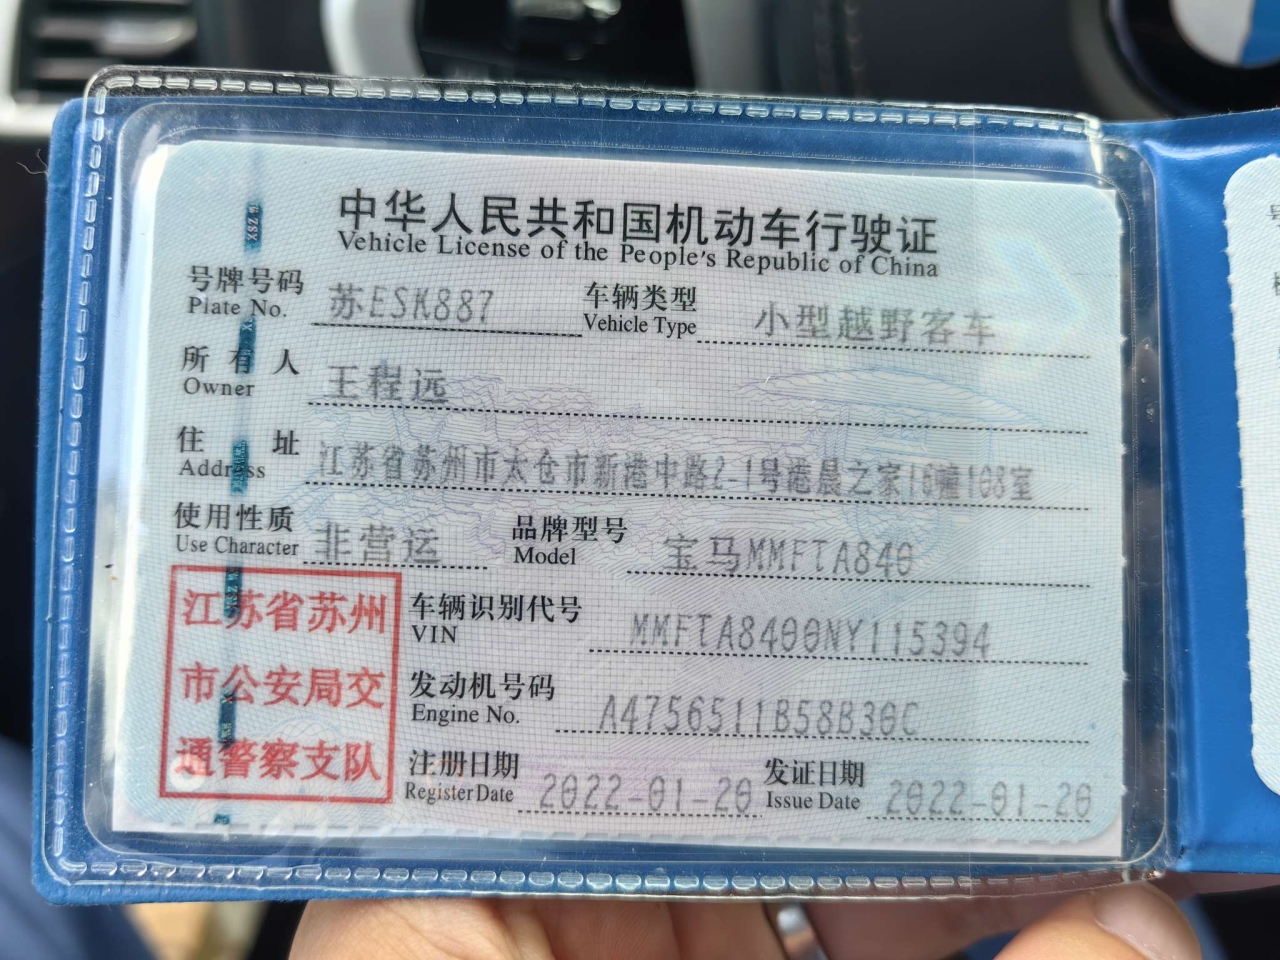 中华人民共和国机动车行驶证
Vehicle License of the People's Republic of China
号牌号码 苏ESK887 车辆类型 小型越野客车
Plate No. Vehicle Type
所有人 王程远
Owner
住址 江苏省苏州市太仓市新港中路2-1号港晨之家16幢108室
Address
使用性质 非营运 品牌型号 宝马MMFTA840
Use Character Model
江苏省苏州
市公安局交
通警察支队
车辆识别代号 MMFTA8400NY115394
VIN
发动机号码 A4756511B58B30C
Engine No.
注册日期 2022-01-20 发证日期 2022-01-20
Register Date Issue Date